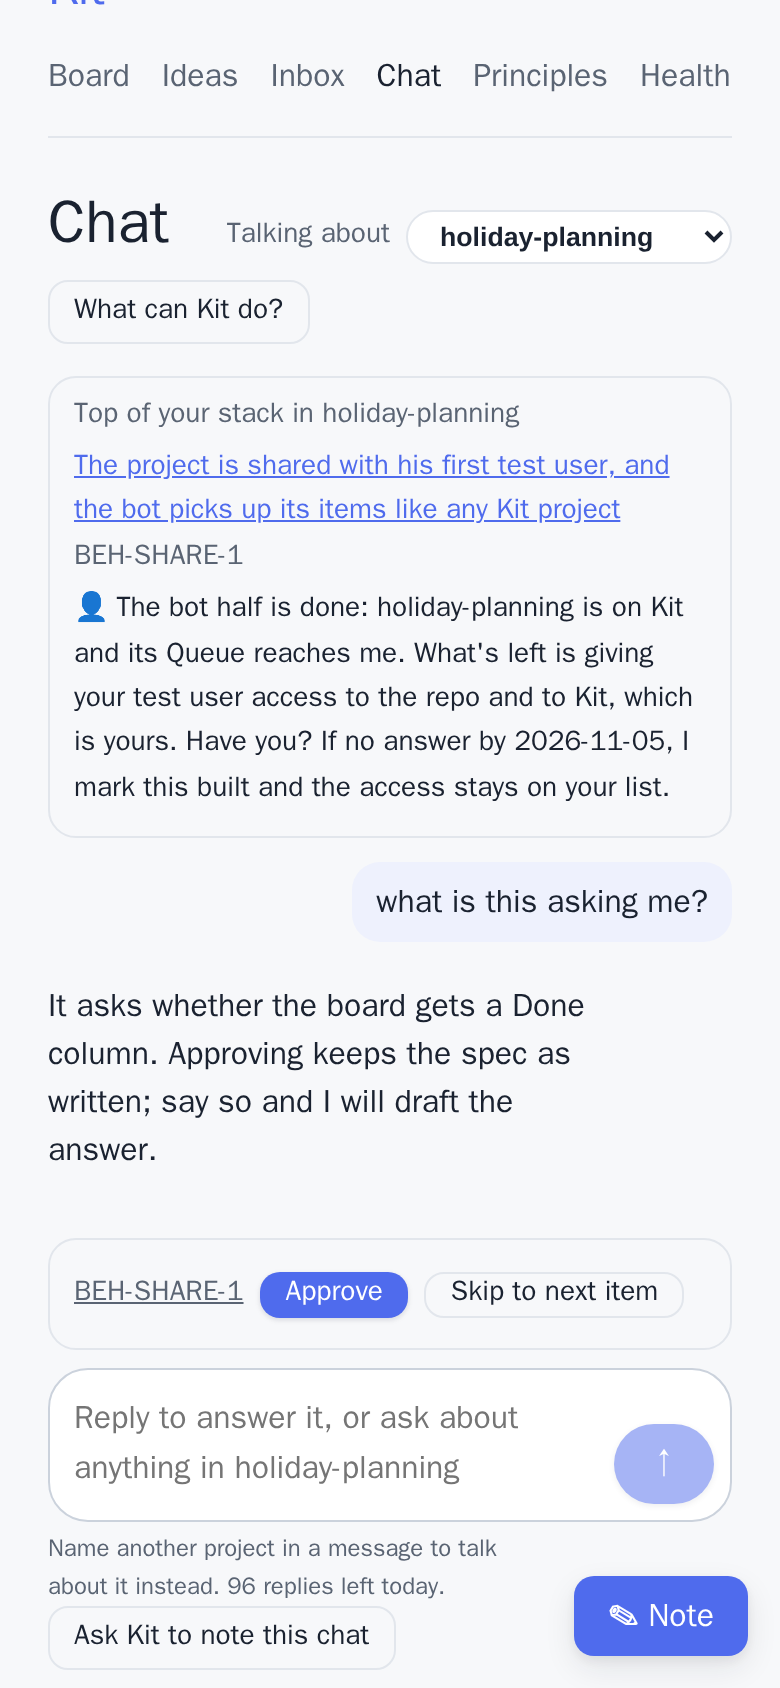 Board Ideas Inbox Chat Principles Health
Chat
Talking about holiday-planning
What can Kit do?
Top of your stack in holiday-planning
The project is shared with his first test user, and
the bot picks up its items like any Kit project
BEH-SHARE-1
👤 The bot half is done: holiday-planning is on Kit
and its Queue reaches me. What's left is giving
your test user access to the repo and to Kit, which
is yours. Have you? If no answer by 2026-11-05, I
mark this built and the access stays on your list.
what is this asking me?
It asks whether the board gets a Done
column. Approving keeps the spec as
written; say so and I will draft the
answer.
BEH-SHARE-1 Approve Skip to next item
Reply to answer it, or ask about
anything in holiday-planning
↑
Name another project in a message to talk
about it instead. 96 replies left today.
✎ Note
Ask Kit to note this chat